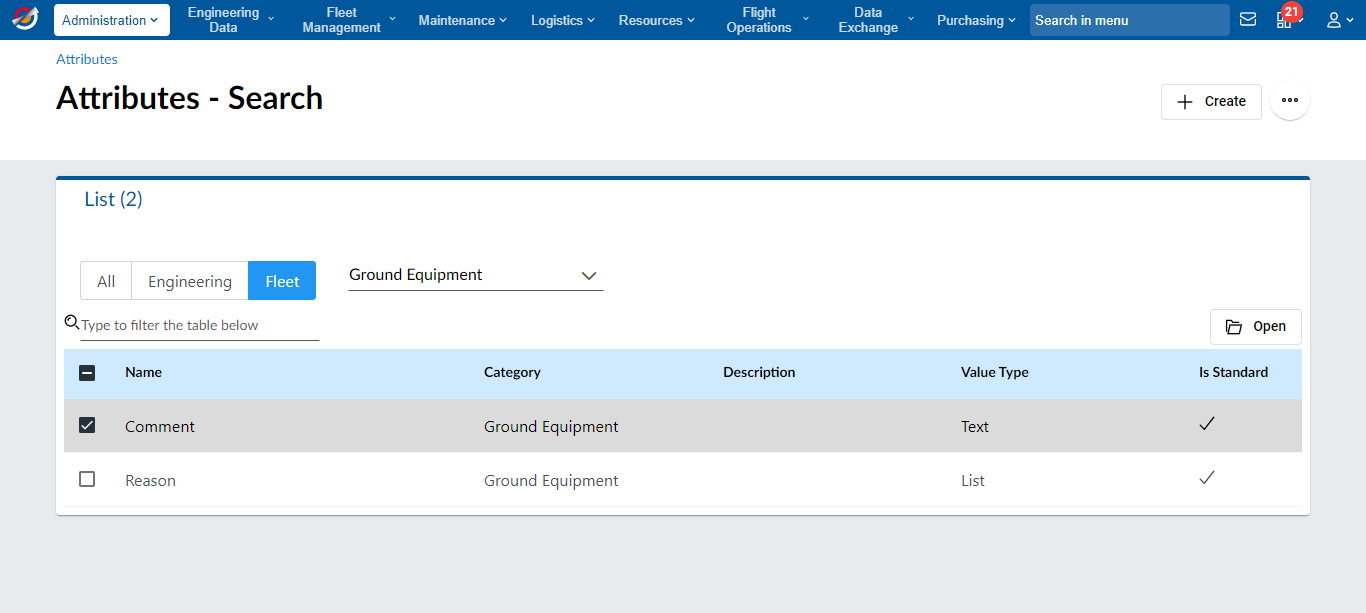 Administration
Engineering
Data
Fleet
Management
Maintenance
Logistics
Resources
Flight
Operations
Data
Exchange
Purchasing
Search in menu
21
Attributes
Attributes - Search
Create
List (2)
All
Engineering
Fleet
Ground Equipment
Type to filter the table below
Open
Name Category Description Value Type Is Standard
Comment Ground Equipment Text
Reason Ground Equipment List